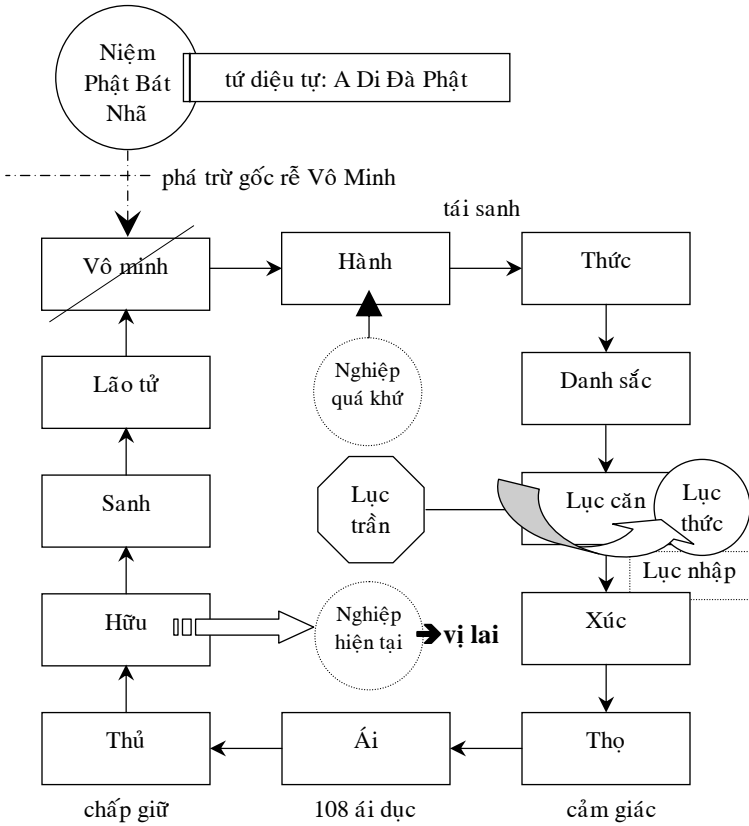 Niệm
Phật Bát
Nhã
tứ diệu tự: A Di Đà Phật
phá trừ gốc rễ Vô Minh
tái sanh
Vô minh
Hành
Thức
Lão tử
Nghiệp
quá khứ
Danh sắc
Sanh
Lục
trần
Lục căn
Lục
thức
Lục nhập
Hữu
Nghiệp
hiện tại
vị lai
Xúc
Thủ
Ái
Thọ
chấp giữ
108 ái dục
cảm giác